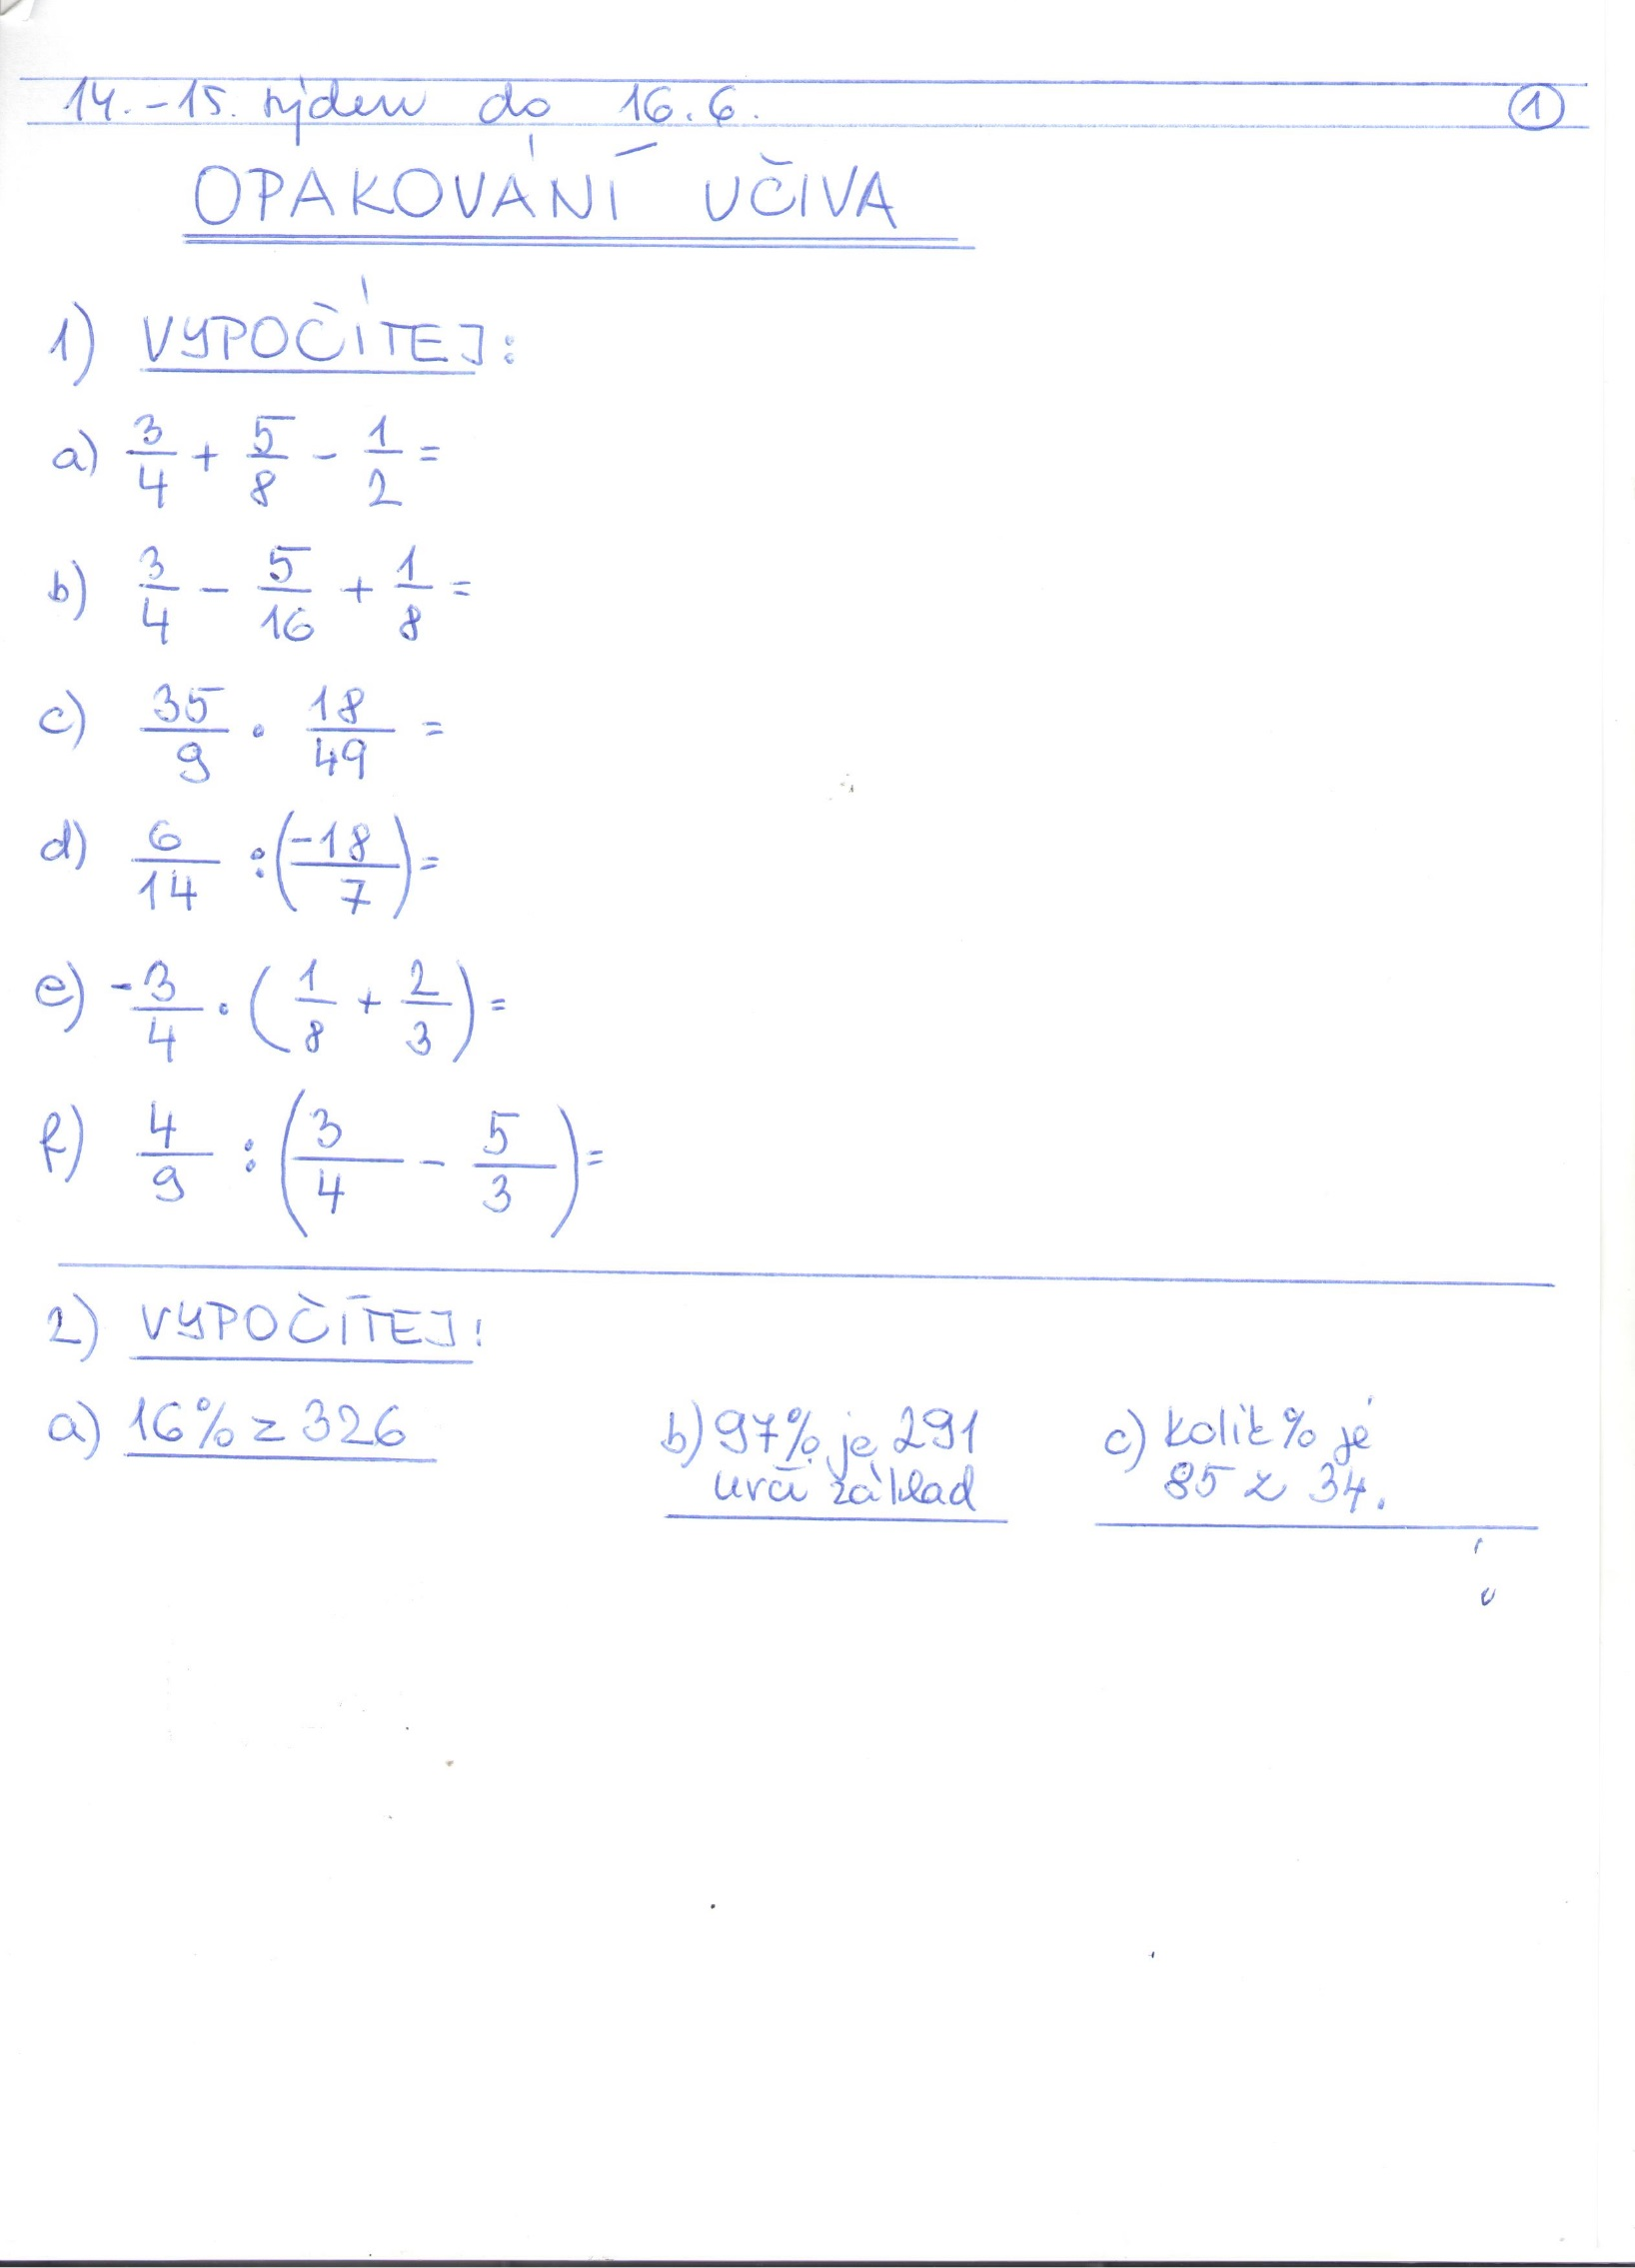 14.-15. týden do 16.6. 1
OPAKOVÁNÍ UČIVA
1) VYPOČÍTEJ:
a) 3/4 + 5/8 - 1/2 =
b) 3/4 - 5/16 + 1/8 =
c) 35/9 · 18/49 =
d) 6/14 : (-18/7) =
e) -3/4 · (1/8 + 2/3) =
f) 4/9 : (3/4 - 5/3) =
2) VYPOČÍTEJ:
a) 16% z 326
b) 97% je 291
urči základ
c) kolik % je
85 z 34.